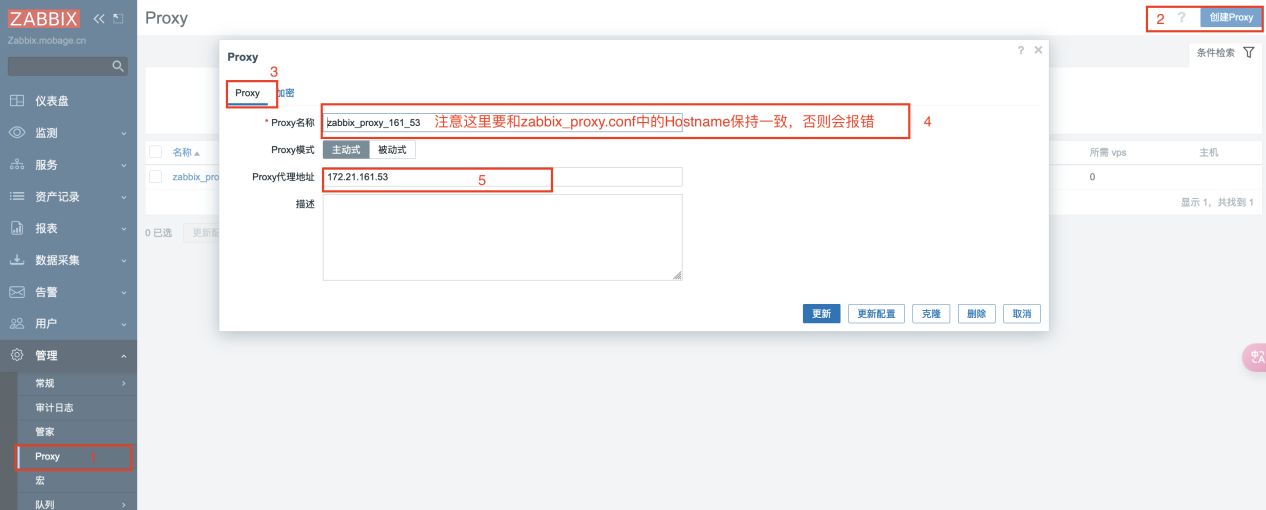 ZABBIX
Zabbix.mobage.cn
仪表盘
监测
服务
资产记录
报表
数据采集
告警
用户
管理
常规
审计日志
管家
Proxy 1
宏
队列
Proxy
2 ? 创建Proxy
条件检索
名称
所需 vps
主机
zabbix_pro
0
显示 1，共找到 1
0 已选
更新配
Proxy
?
3
Proxy
加密
* Proxy名称 zabbix_proxy_161_53 注意这里要和zabbix_proxy.conf中的Hostname保持一致，否则会报错 4
Proxy模式 主动式 被动式
Proxy代理地址 172.21.161.53 5
描述
更新 更新配置 克隆 删除 取消
中
A